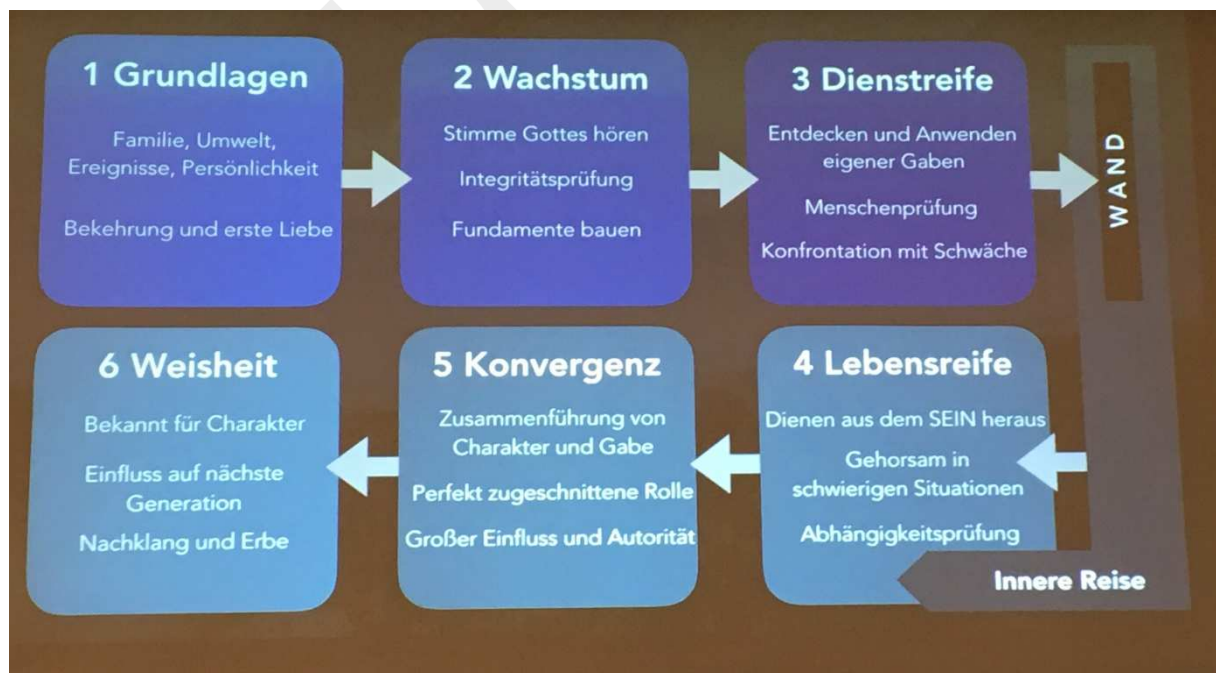 1 Grundlagen
Familie, Umwelt,
Ereignisse, Persönlichkeit
Bekehrung und erste Liebe
2 Wachstum
Stimme Gottes hören
Integritätsprüfung
Fundamente bauen
3 Dienstreife
Entdecken und Anwenden
eigener Gaben
Menschenprüfung
Konfrontation mit Schwäche
WAND
4 Lebensreife
Dienen aus dem SEIN heraus
Gehorsam in
schwierigen Situationen
Abhängigkeitsprüfung
Innere Reise
5 Konvergenz
Zusammenführung von
Charakter und Gabe
Perfekt zugeschnittene Rolle
Großer Einfluss und Autorität
6 Weisheit
Bekannt für Charakter
Einfluss auf nächste
Generation
Nachklang und Erbe